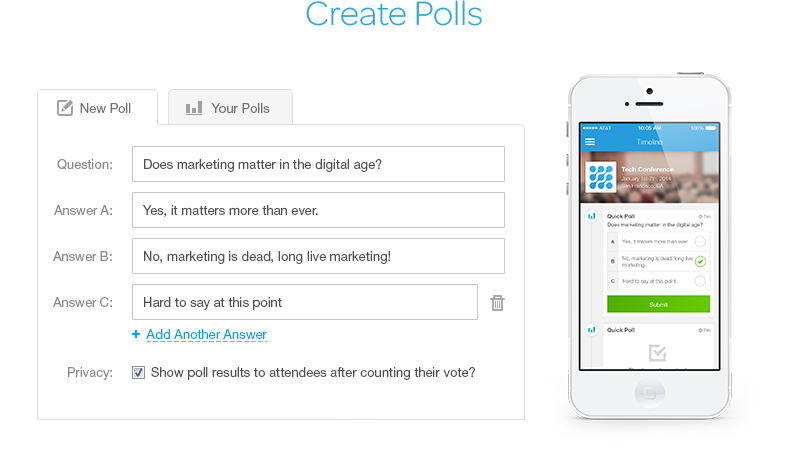 Create Polls
New Poll
Your Polls
Question:
Does marketing matter in the digital age?
Answer A:
Yes, it matters more than ever.
Answer B:
No, marketing is dead, long live marketing!
Answer C:
Hard to say at this point
+ Add Another Answer
Privacy:
Show poll results to attendees after counting their vote?
AT&T 10:05 AM 100%
Timeline
Tech Conference
January 1st-7th, 2014
San Francisco, CA
Quick Poll
7m
Does marketing matter in the digital age?
A Yes, it maters more than ever
B No, marketing is dead, long live
marketing
C Hard to say at this point.
Submit
Quick Poll
7m